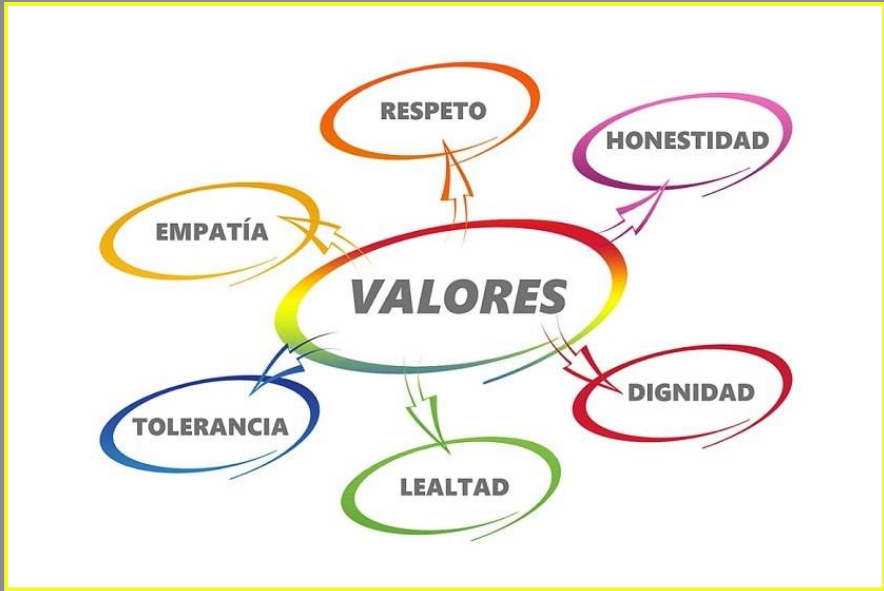 RESPETO
HONESTIDAD
EMPATÍA
VALORES
DIGNIDAD
TOLERANCIA
LEALTAD